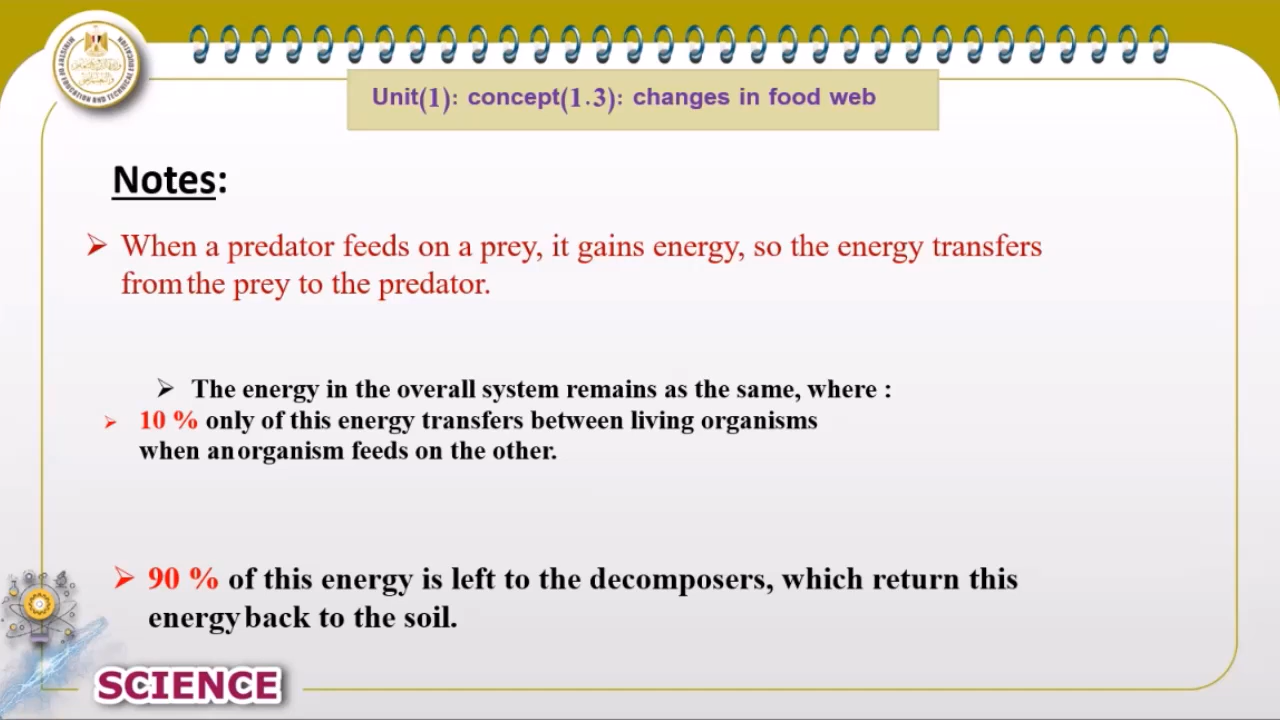 Unit(1): concept(1.3): changes in food web
Notes:
➢ When a predator feeds on a prey, it gains energy, so the energy transfers
from the prey to the predator.
➢ The energy in the overall system remains as the same, where :
➢ 10 % only of this energy transfers between living organisms
when an organism feeds on the other.
➢ 90 % of this energy is left to the decomposers, which return this
energy back to the soil.
SCIENCE